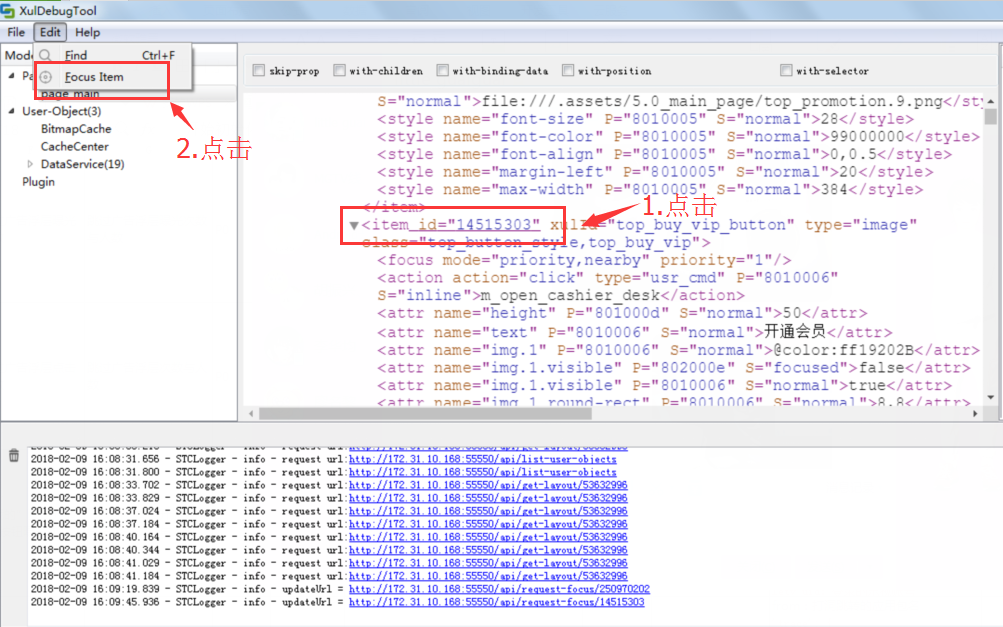 XulDebugTool
File Edit Help
Find Ctrl+F
Focus Item
page_main
User-Object(3)
BitmapCache
CacheCenter
DataService(19)
Plugin
2.点击
skip-prop with-children with-binding-data with-position with-selector
S="normal">file:///.assets/5.0_main_page/top_promotion.9.png</sty
<style name="font-size" P="8010005" S="normal">28</style>
<style name="font-color" P="8010005" S="normal">99000000</style>
<style name="font-align" P="8010005" S="normal">0,0.5</style>
<style name="margin-left" P="8010005" S="normal">20</style>
<style name="max-width" P="8010005" S="normal">384</style>
</item>
1.点击
<item id="14515303" xulId="top_buy_vip_button" type="image"
class="top_button_style,top_buy_vip">
<focus mode="priority,nearby" priority="1"/>
<action action="click" type="usr_cmd" P="8010006"
S="inline">m_open_cashier_desk</action>
<attr name="height" P="801000d" S="normal">50</attr>
<attr name="text" P="8010006" S="normal">开通会员</attr>
<attr name="img.1" P="8010006" S="normal">@color:ff19202B</attr>
<attr name="img.1.visible" P="802000e" S="focused">false</attr>
<attr name="img.1.visible" P="8010006" S="normal">true</attr>
<attr name="img.1.round-rect" P="8010006" S="normal">8,8</attr>
2018-02-09 16:08:31.656 - STCLogger - info - request url:http://172.31.10.168:55550/api/list-user-objects
2018-02-09 16:08:31.800 - STCLogger - info - request url:http://172.31.10.168:55550/api/list-user-objects
2018-02-09 16:08:33.702 - STCLogger - info - request url:http://172.31.10.168:55550/api/get-layout/53632996
2018-02-09 16:08:33.829 - STCLogger - info - request url:http://172.31.10.168:55550/api/get-layout/53632996
2018-02-09 16:08:37.024 - STCLogger - info - request url:http://172.31.10.168:55550/api/get-layout/53632996
2018-02-09 16:08:37.184 - STCLogger - info - request url:http://172.31.10.168:55550/api/get-layout/53632996
2018-02-09 16:08:40.164 - STCLogger - info - request url:http://172.31.10.168:55550/api/get-layout/53632996
2018-02-09 16:08:40.344 - STCLogger - info - request url:http://172.31.10.168:55550/api/get-layout/53632996
2018-02-09 16:08:41.029 - STCLogger - info - request url:http://172.31.10.168:55550/api/get-layout/53632996
2018-02-09 16:08:41.184 - STCLogger - info - request url:http://172.31.10.168:55550/api/get-layout/53632996
2018-02-09 16:09:19.839 - STCLogger - info - updateUrl = http://172.31.10.168:55550/api/request-focus/250970202
2018-02-09 16:09:45.936 - STCLogger - info - updateUrl = http://172.31.10.168:55550/api/request-focus/14515303